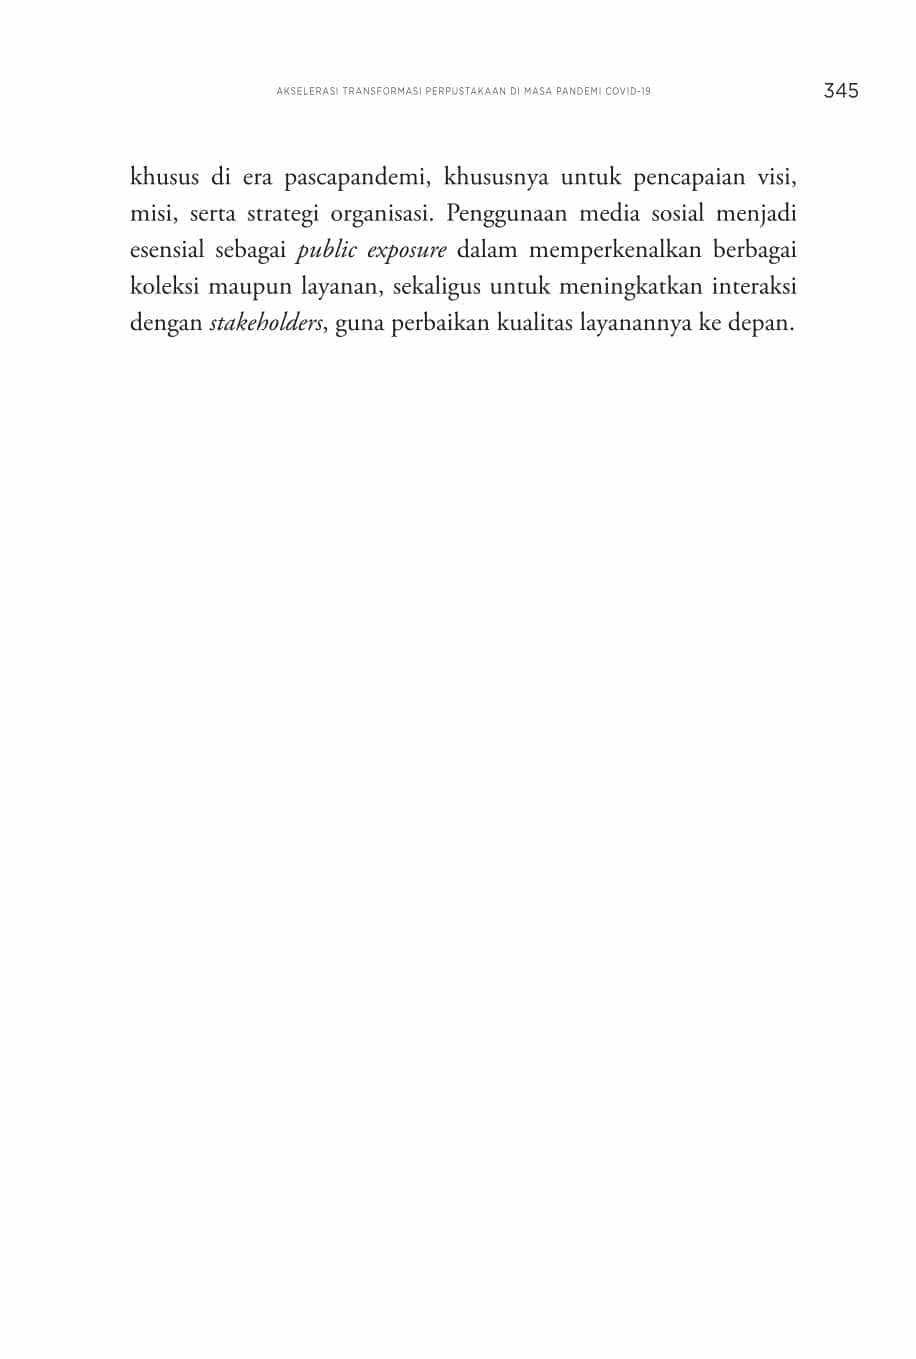 AKSELERASI TRANSFORMASI PERPUSTAKAAN DI MASA PANDEMI COVID-19 345
khusus di era pascapandemi, khususnya untuk pencapaian visi,
misi, serta strategi organisasi. Penggunaan media sosial menjadi
esensial sebagai public exposure dalam memperkenalkan berbagai
koleksi maupun layanan, sekaligus untuk meningkatkan interaksi
dengan stakeholders, guna perbaikan kualitas layanannya ke depan.